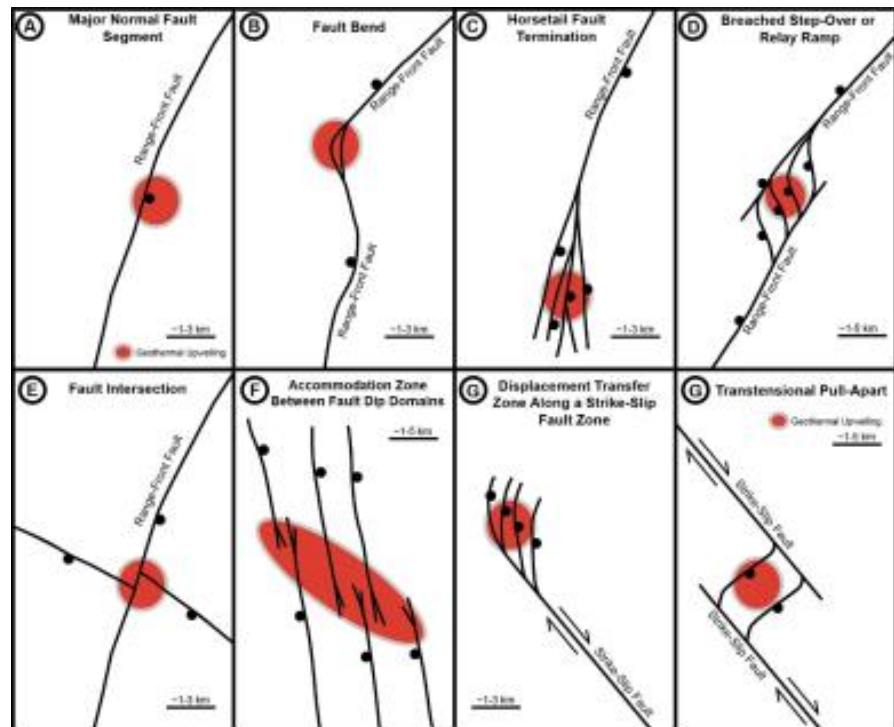 A
Major Normal Fault
Segment
Range-Front Fault
~1-3 km
Geothermal Upwelling
B
Fault Bend
Range-Front Fault
Range-Front Fault
~1-3 km
C
Horsetail Fault
Termination
Range-Front Fault
~1-3 km
D
Breached Step-Over or
Relay Ramp
Range-Front Fault
Range-Front Fault
~1-5 km
E
Fault Intersection
Range-Front Fault
~1-3 km
F
Accommodation Zone
Between Fault Dip Domains
~1-5 km
G
Displacement Transfer
Zone Along a Strike-Slip
Fault Zone
Strike-Slip Fault
~1-3 km
G
Transtensional Pull-Apart
Geothermal Upwelling
~1-5 km
Strike-Slip Fault
Strike-Slip Fault